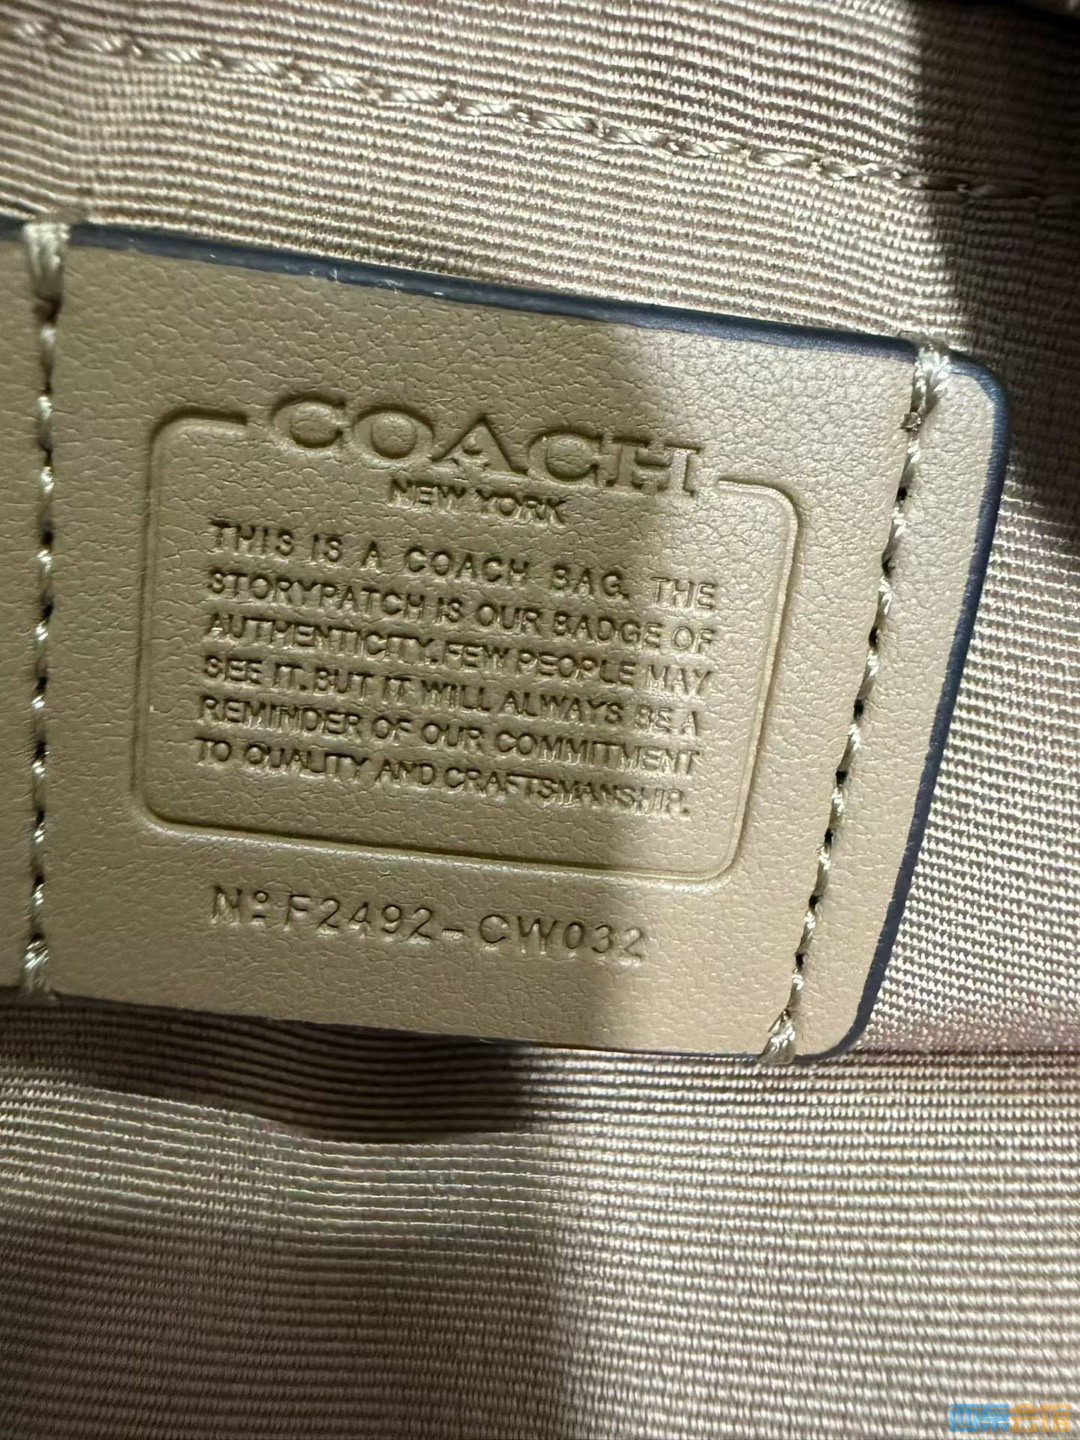 COACH
NEW YORK
THIS IS A COACH BAG. THE
STORYPATCH IS OUR BADGE OF
AUTHENTICITY. FEW PEOPLE MAY
SEE IT. BUT IT WILL ALWAYS BE A
REMINDER OF OUR COMMITMENT
TO QUALITY AND CRAFTSMANSHIP.
Nº F2492-CW032